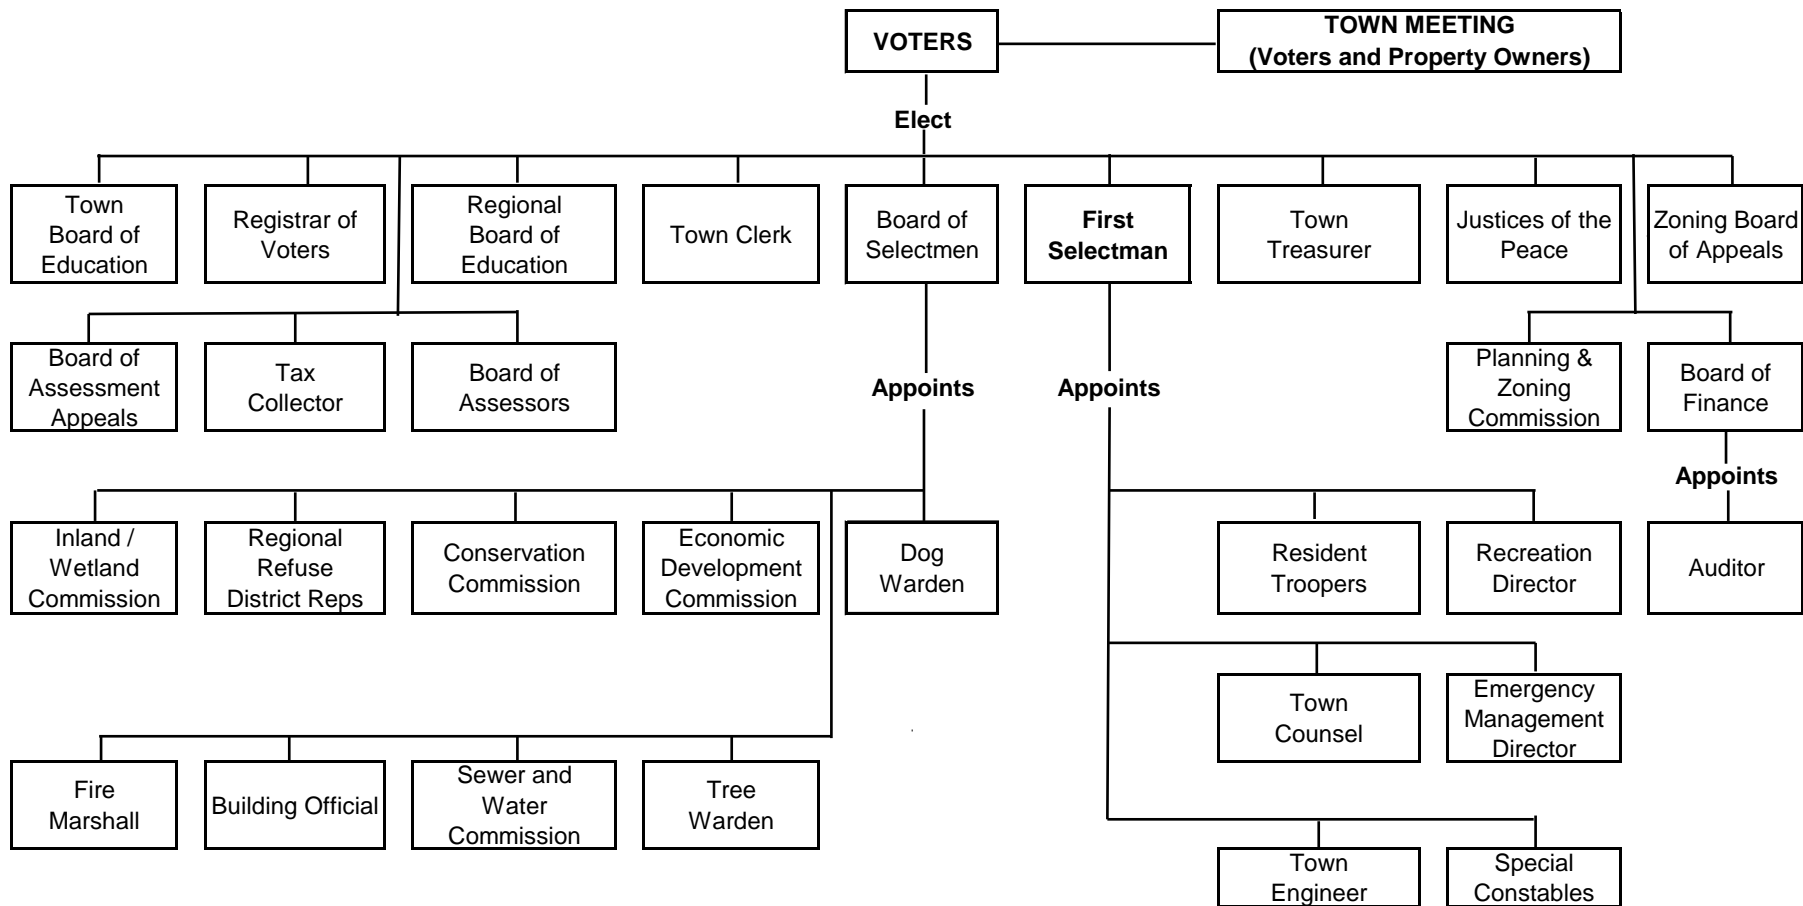 VOTERS
TOWN MEETING
(Voters and Property Owners)
Elect
Town
Board of
Education
Registrar of
Voters
Regional
Board of
Education
Town Clerk
Board of
Selectmen
First
Selectman
Town
Treasurer
Justices of the
Peace
Zoning Board
of Appeals
Board of
Assessment
Appeals
Tax
Collector
Board of
Assessors
Appoints
Appoints
Planning &
Zoning
Commission
Board of
Finance
Appoints
Inland /
Wetland
Commission
Regional
Refuse
District Reps
Conservation
Commission
Economic
Development
Commission
Dog
Warden
Resident
Troopers
Recreation
Director
Auditor
Town
Counsel
Emergency
Management
Director
Fire
Marshall
Building Official
Sewer and
Water
Commission
Tree
Warden
Town
Engineer
Special
Constables